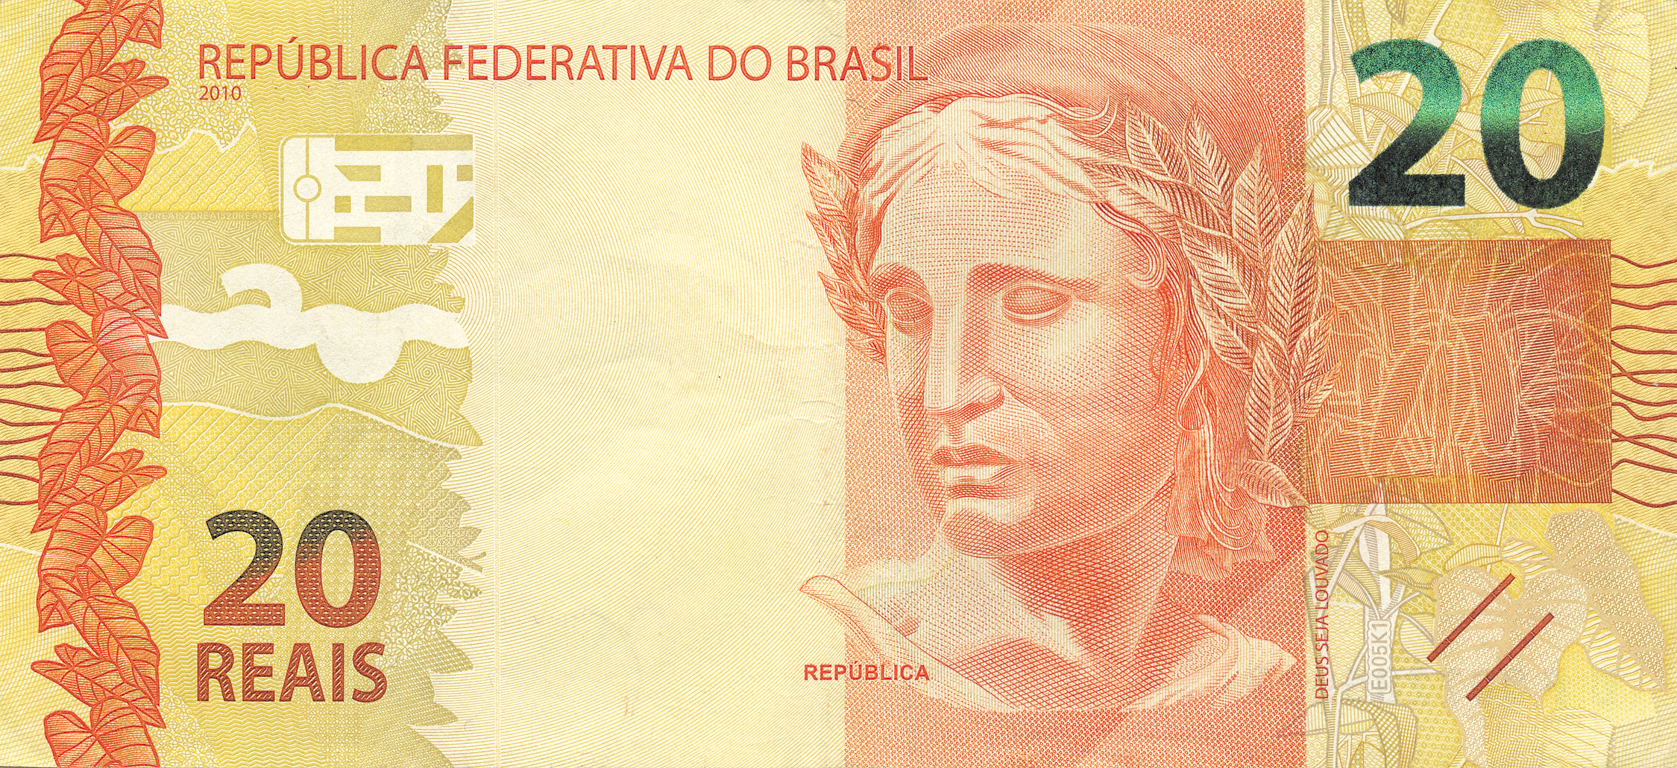 REPÚBLICA FEDERATIVA DO BRASIL
2010
20
20
REAIS
REPÚBLICA
DEUS SEJA LOUVADO
E005K1